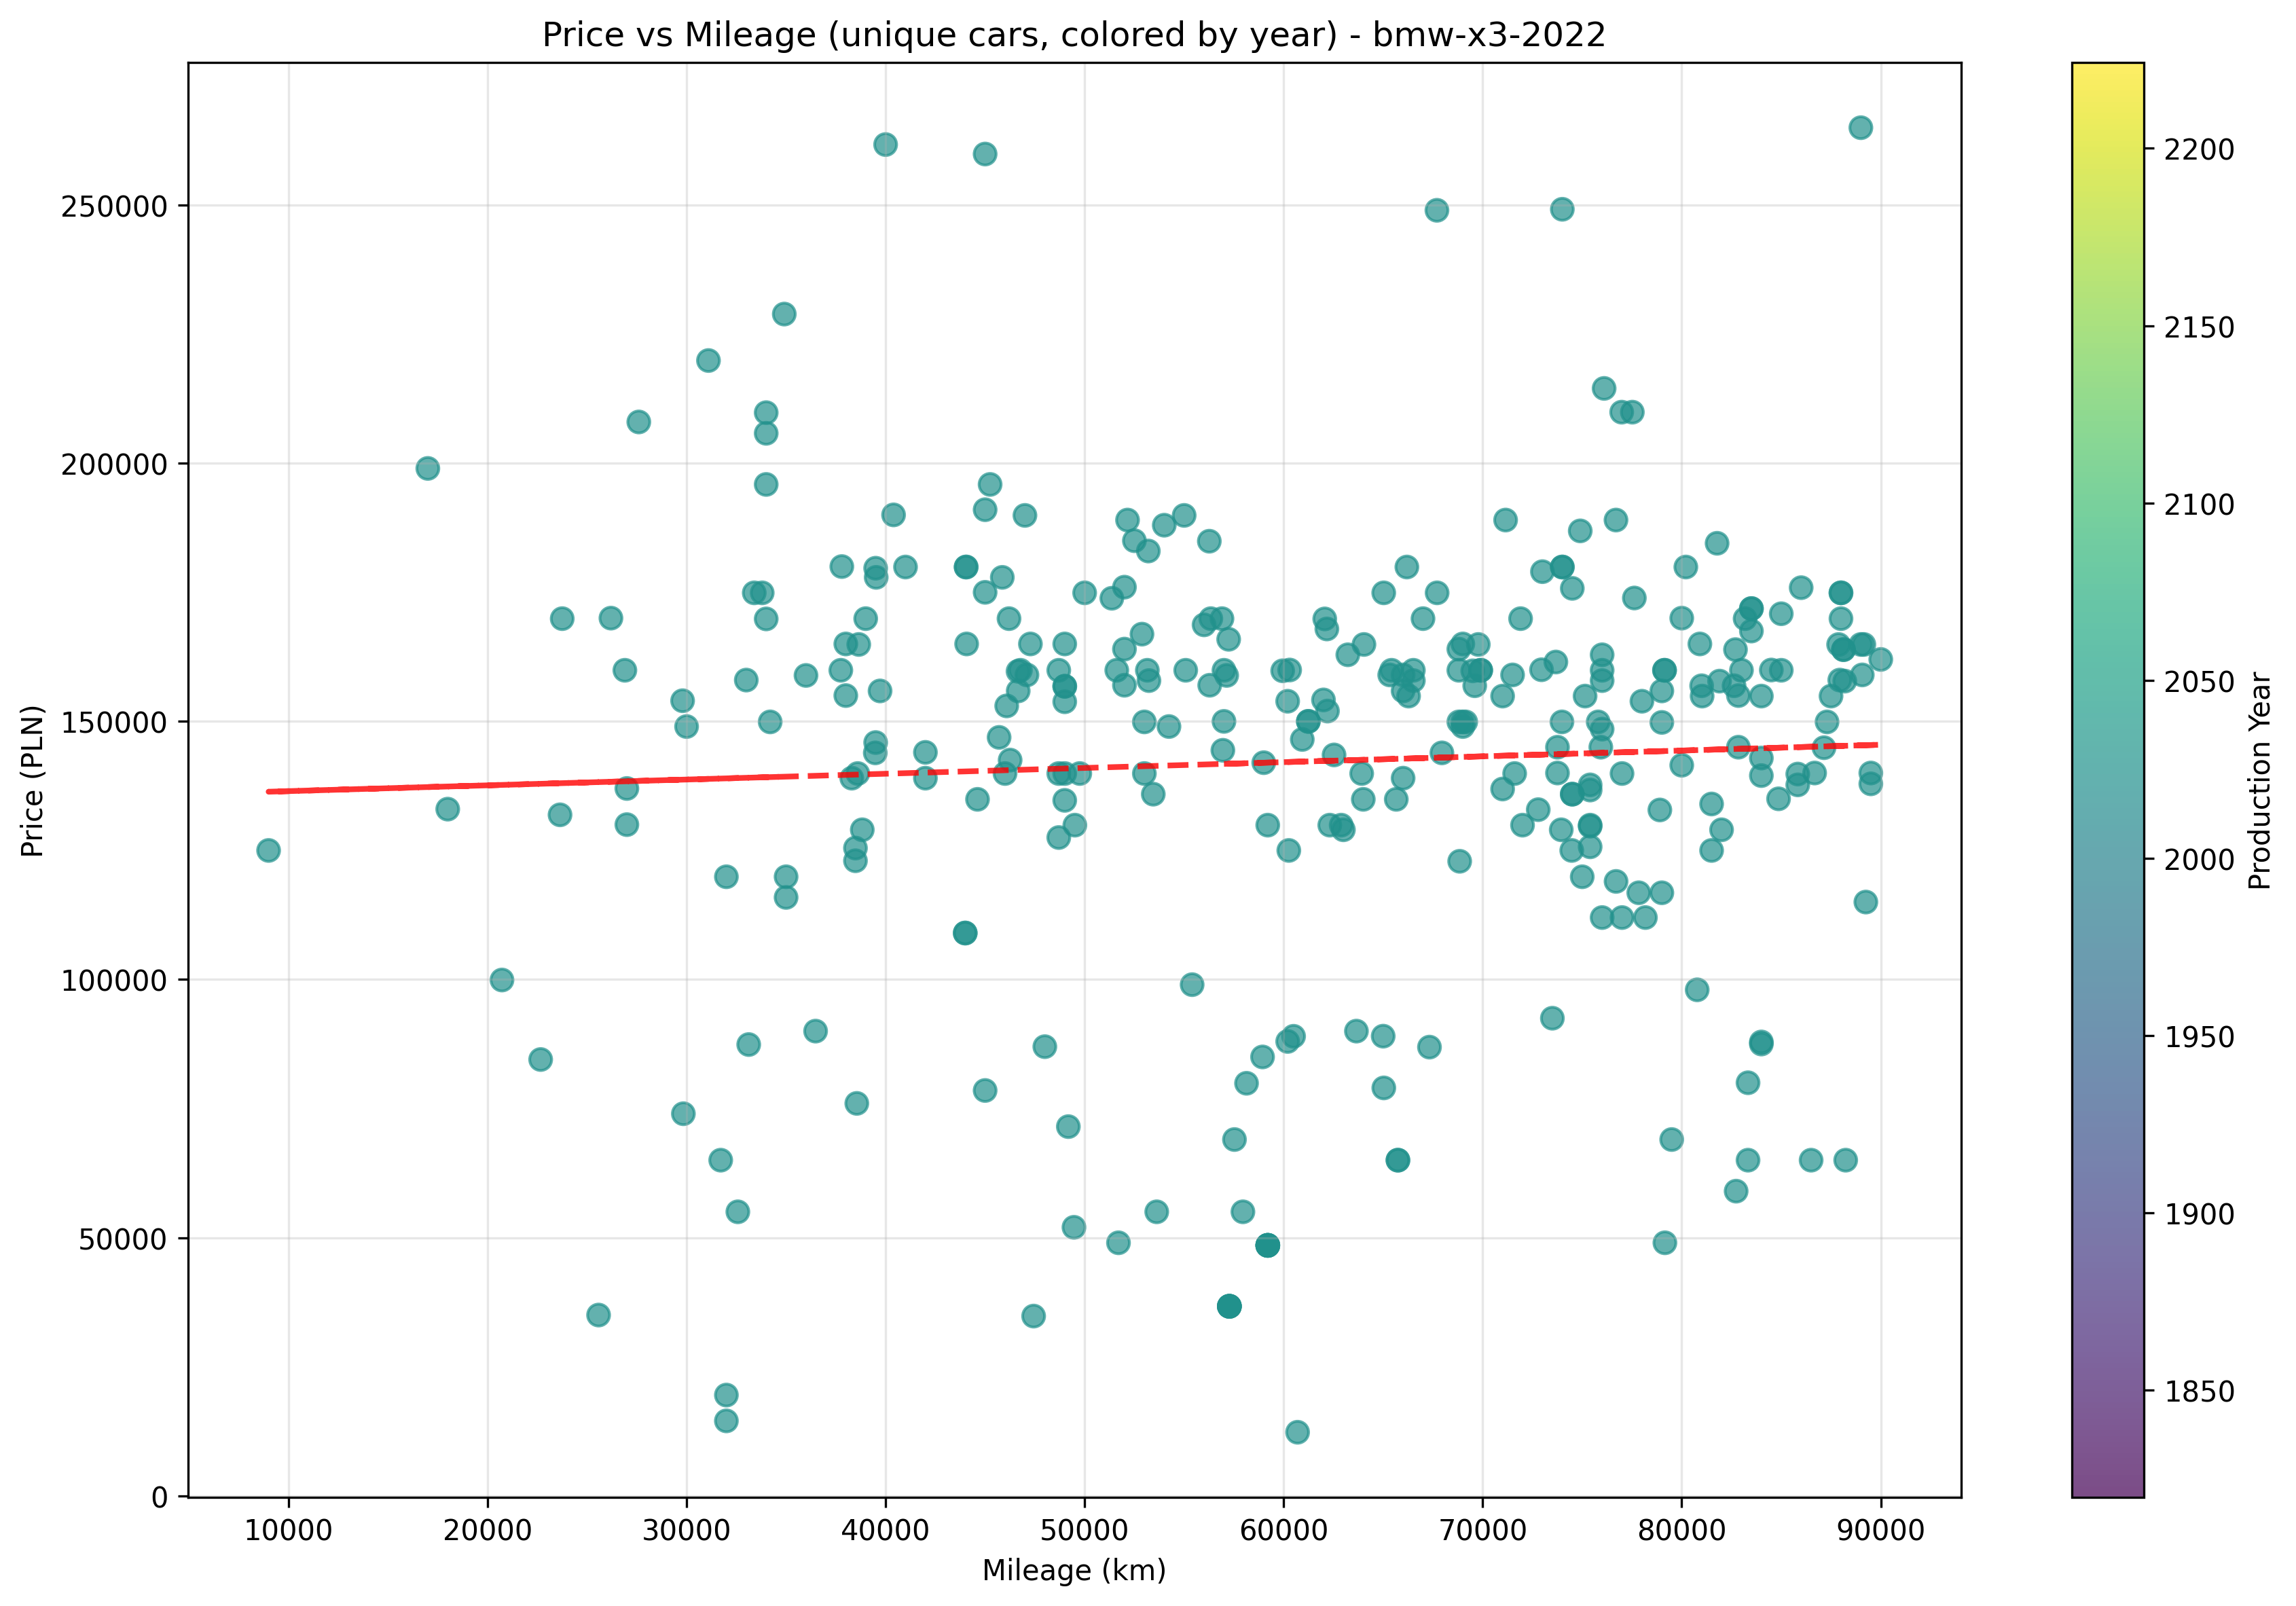 Price vs Mileage (unique cars, colored by year) - bmw-x3-2022
Price (PLN)
250000
200000
150000
100000
50000
0
10000 20000 30000 40000 50000 60000 70000 80000 90000
Mileage (km)
2200
2150
2100
2050
2000
1950
1900
1850
Production Year